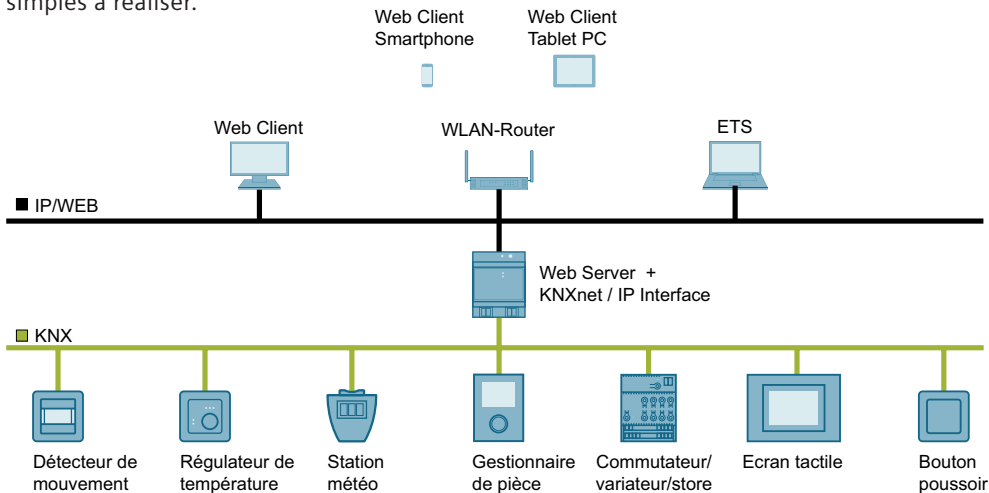 simples à réaliser.
Web Client
Smartphone
Web Client
Tablet PC
Web Client
WLAN-Router
ETS
IP/WEB
Web Server +
KNXnet / IP Interface
KNX
Détecteur de
mouvement
Régulateur de
température
Station
météo
Gestionnaire
de pièce
Commutateur/
variateur/store
Ecran tactile
Bouton
poussoir